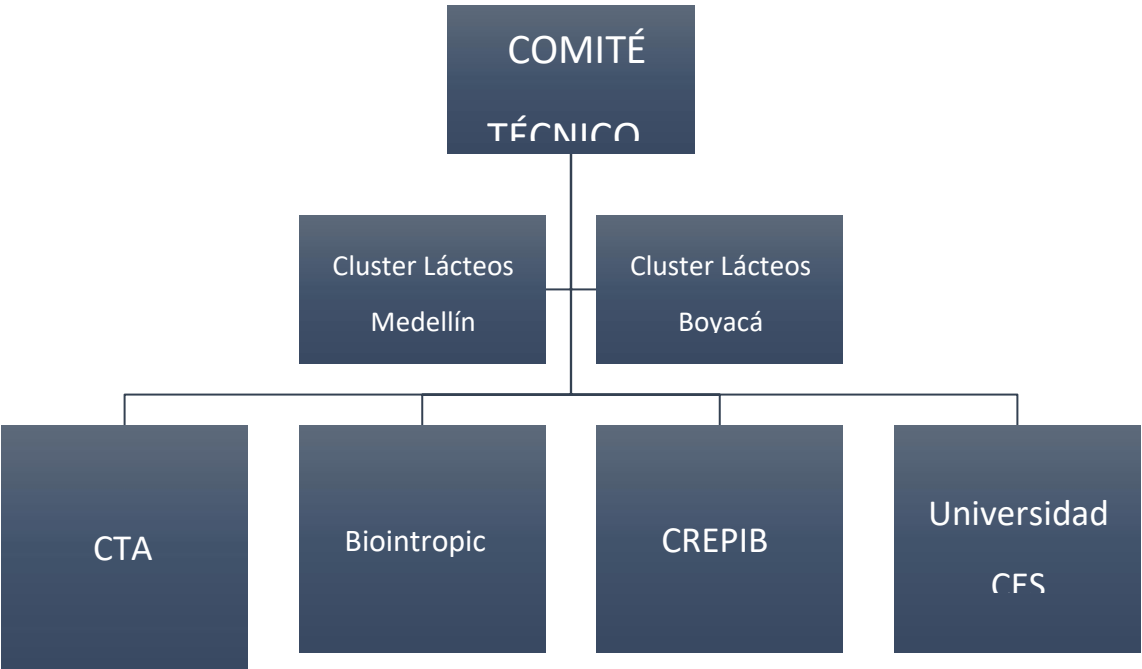 COMITÉ
TÉCNICO
Cluster Lácteos
Medellín
Cluster Lácteos
Boyacá
CTA
Biointropic
CREPIB
Universidad
CES